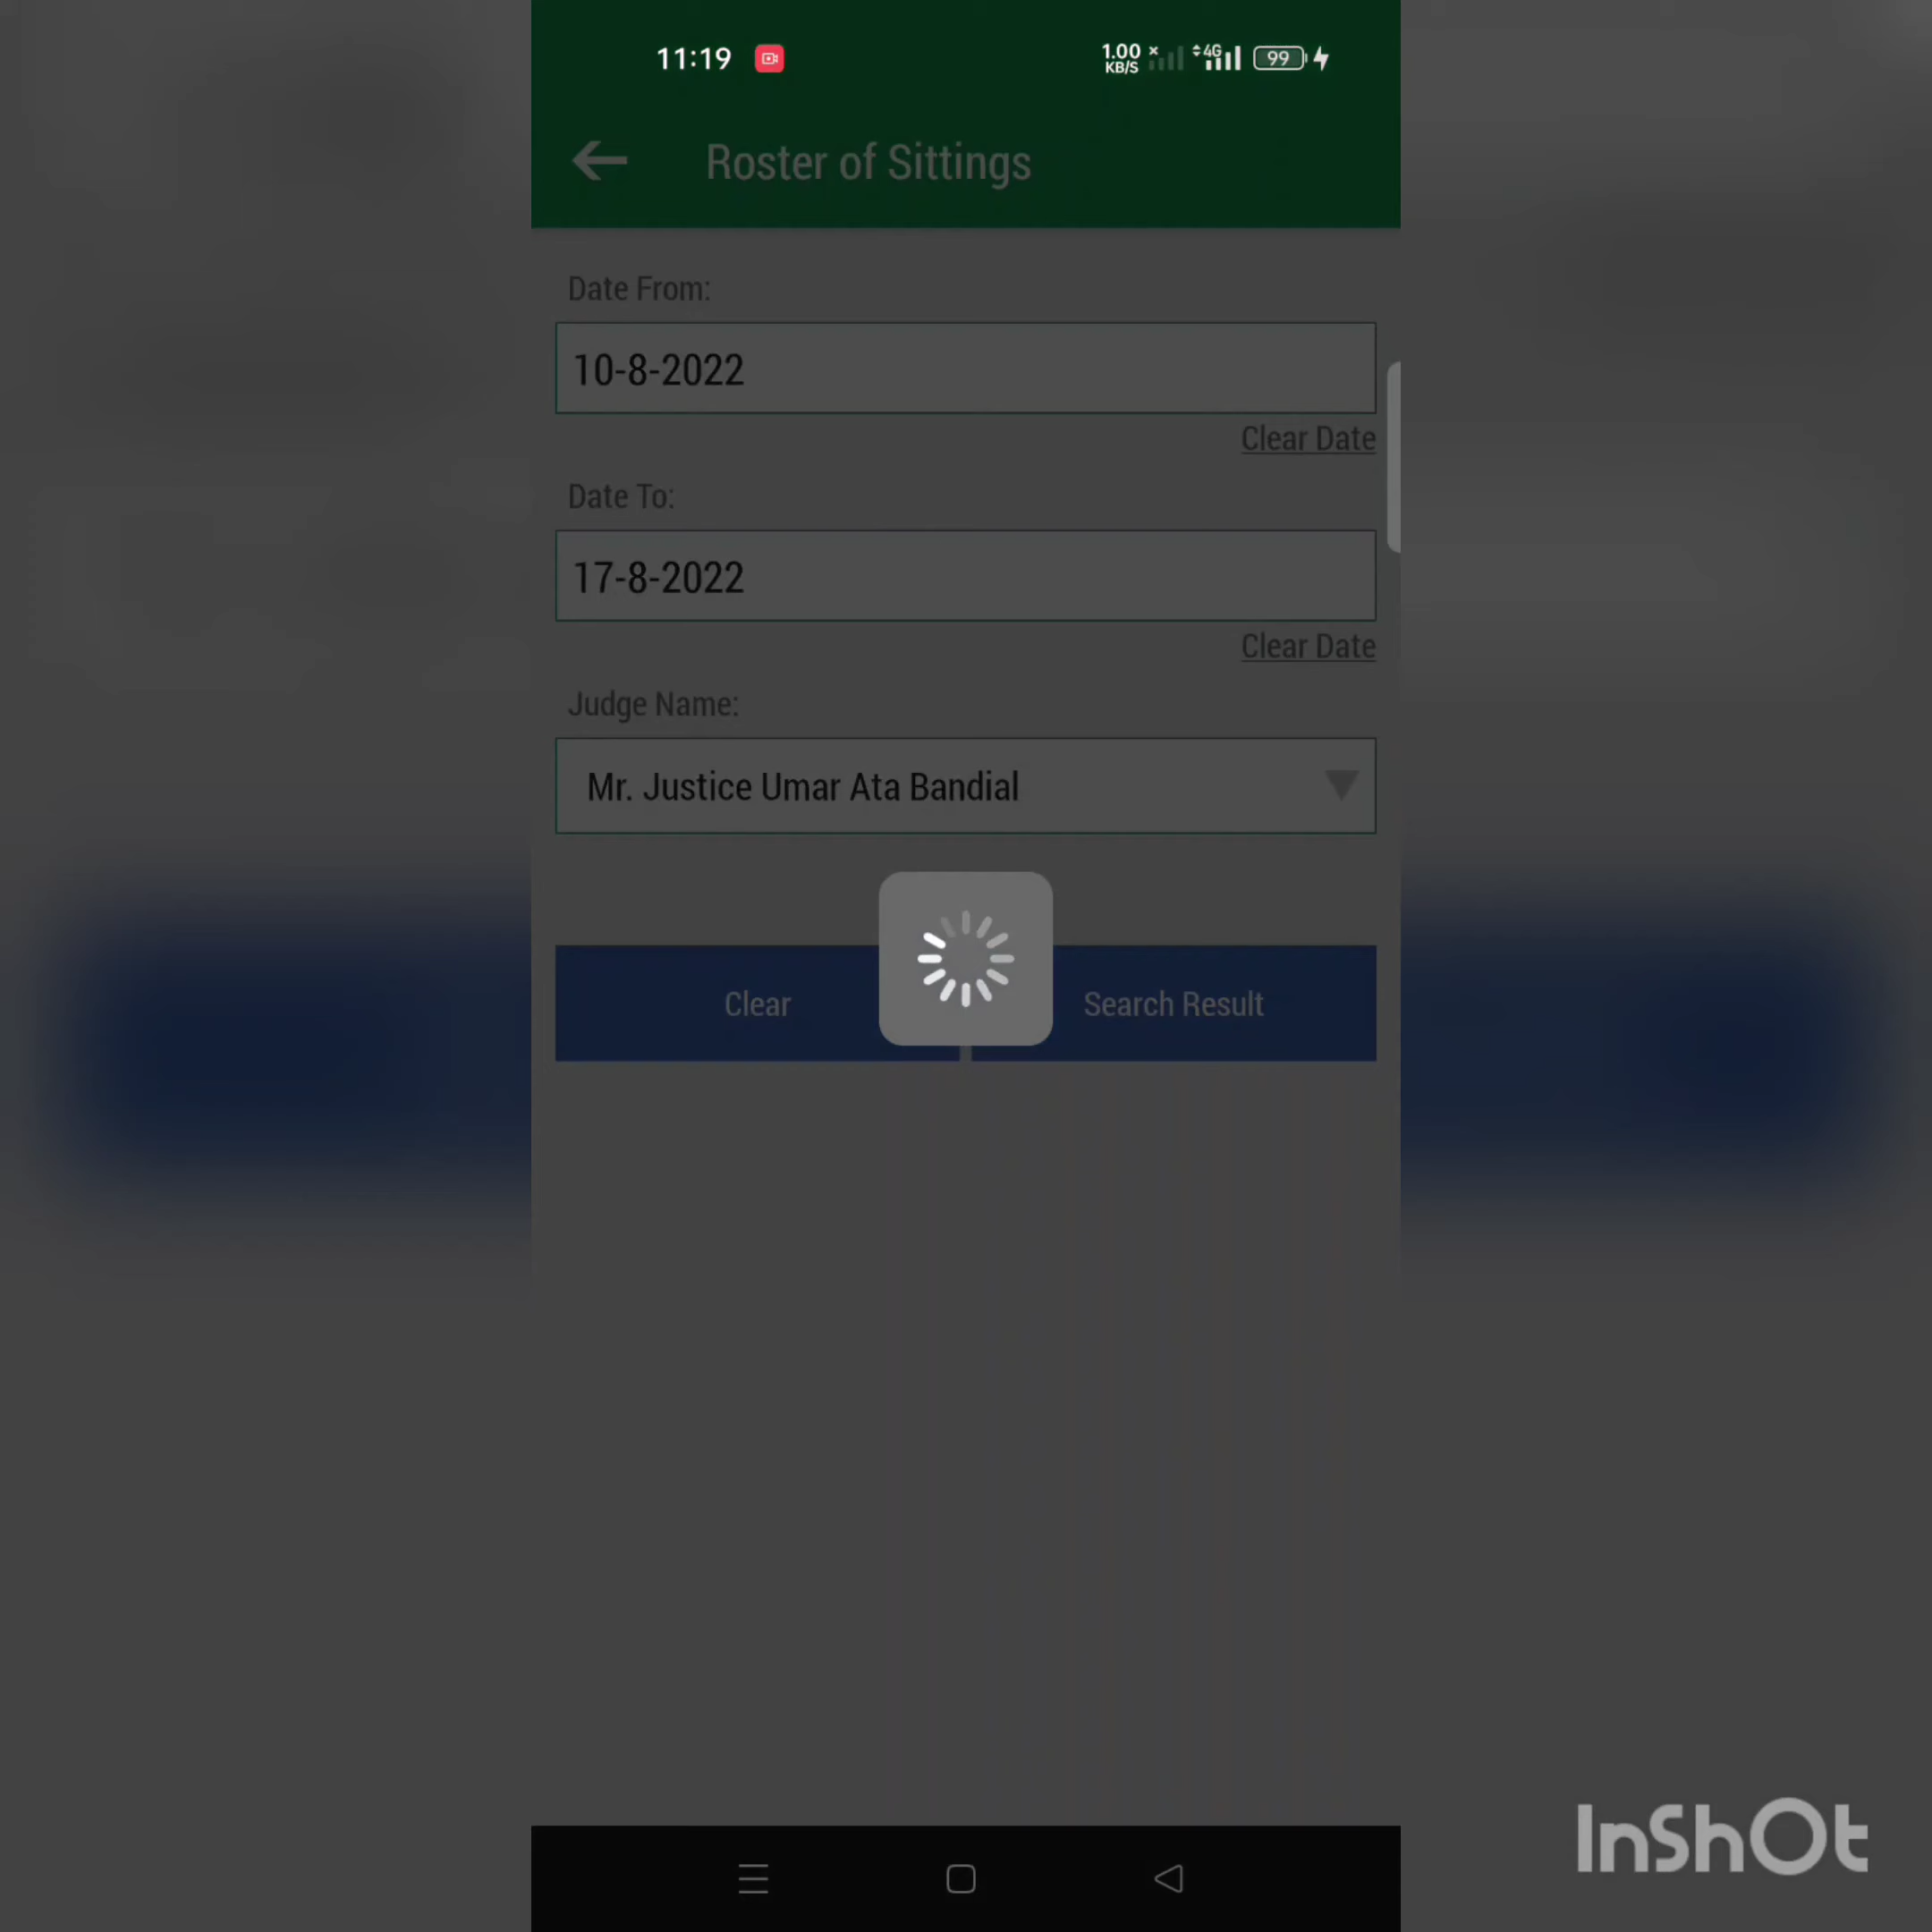 11:19
1.00 KB/S
4G
99
Roster of Sittings
Date From:
10-8-2022
Clear Date
Date To:
17-8-2022
Clear Date
Judge Name:
Mr. Justice Umar Ata Bandial
Clear
Search Result
InShOt